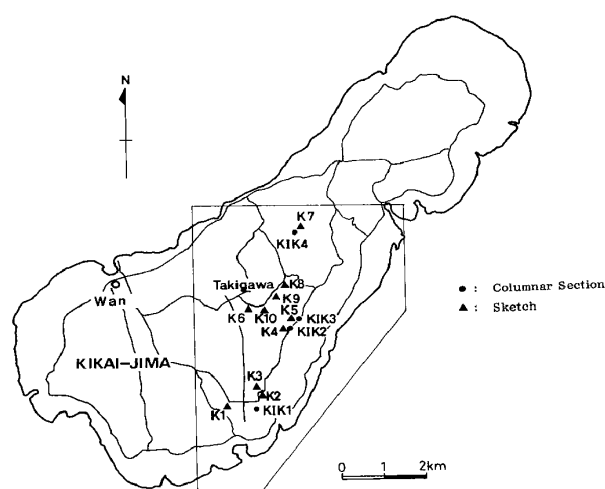 N
K7
KIK4
Takigawa
K8
K9
Wan
K5
K6
K10
KIK3
K4
KIK2
KIKAI-JIMA
K3
K2
K1
KIK1
● : Columnar Section
▲ : Sketch
0 1 2km